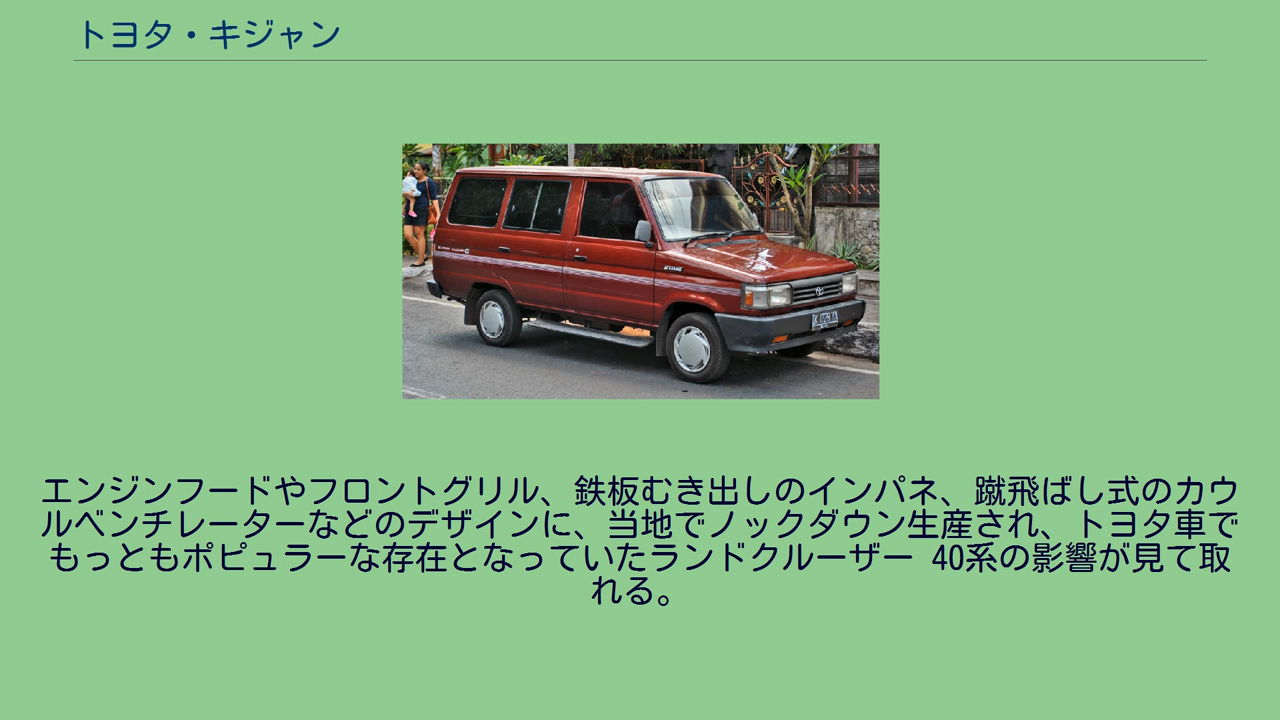 トヨタ・キジャン
エンジンフードやフロントグリル、鉄板むき出しのインパネ、蹴飛ばし式のカウ
ルベンチレーターなどのデザインに、当地でノックダウン生産され、トヨタ車で
もっともポピュラーな存在となっていたランドクルーザー 40系の影響が見て取
れる。